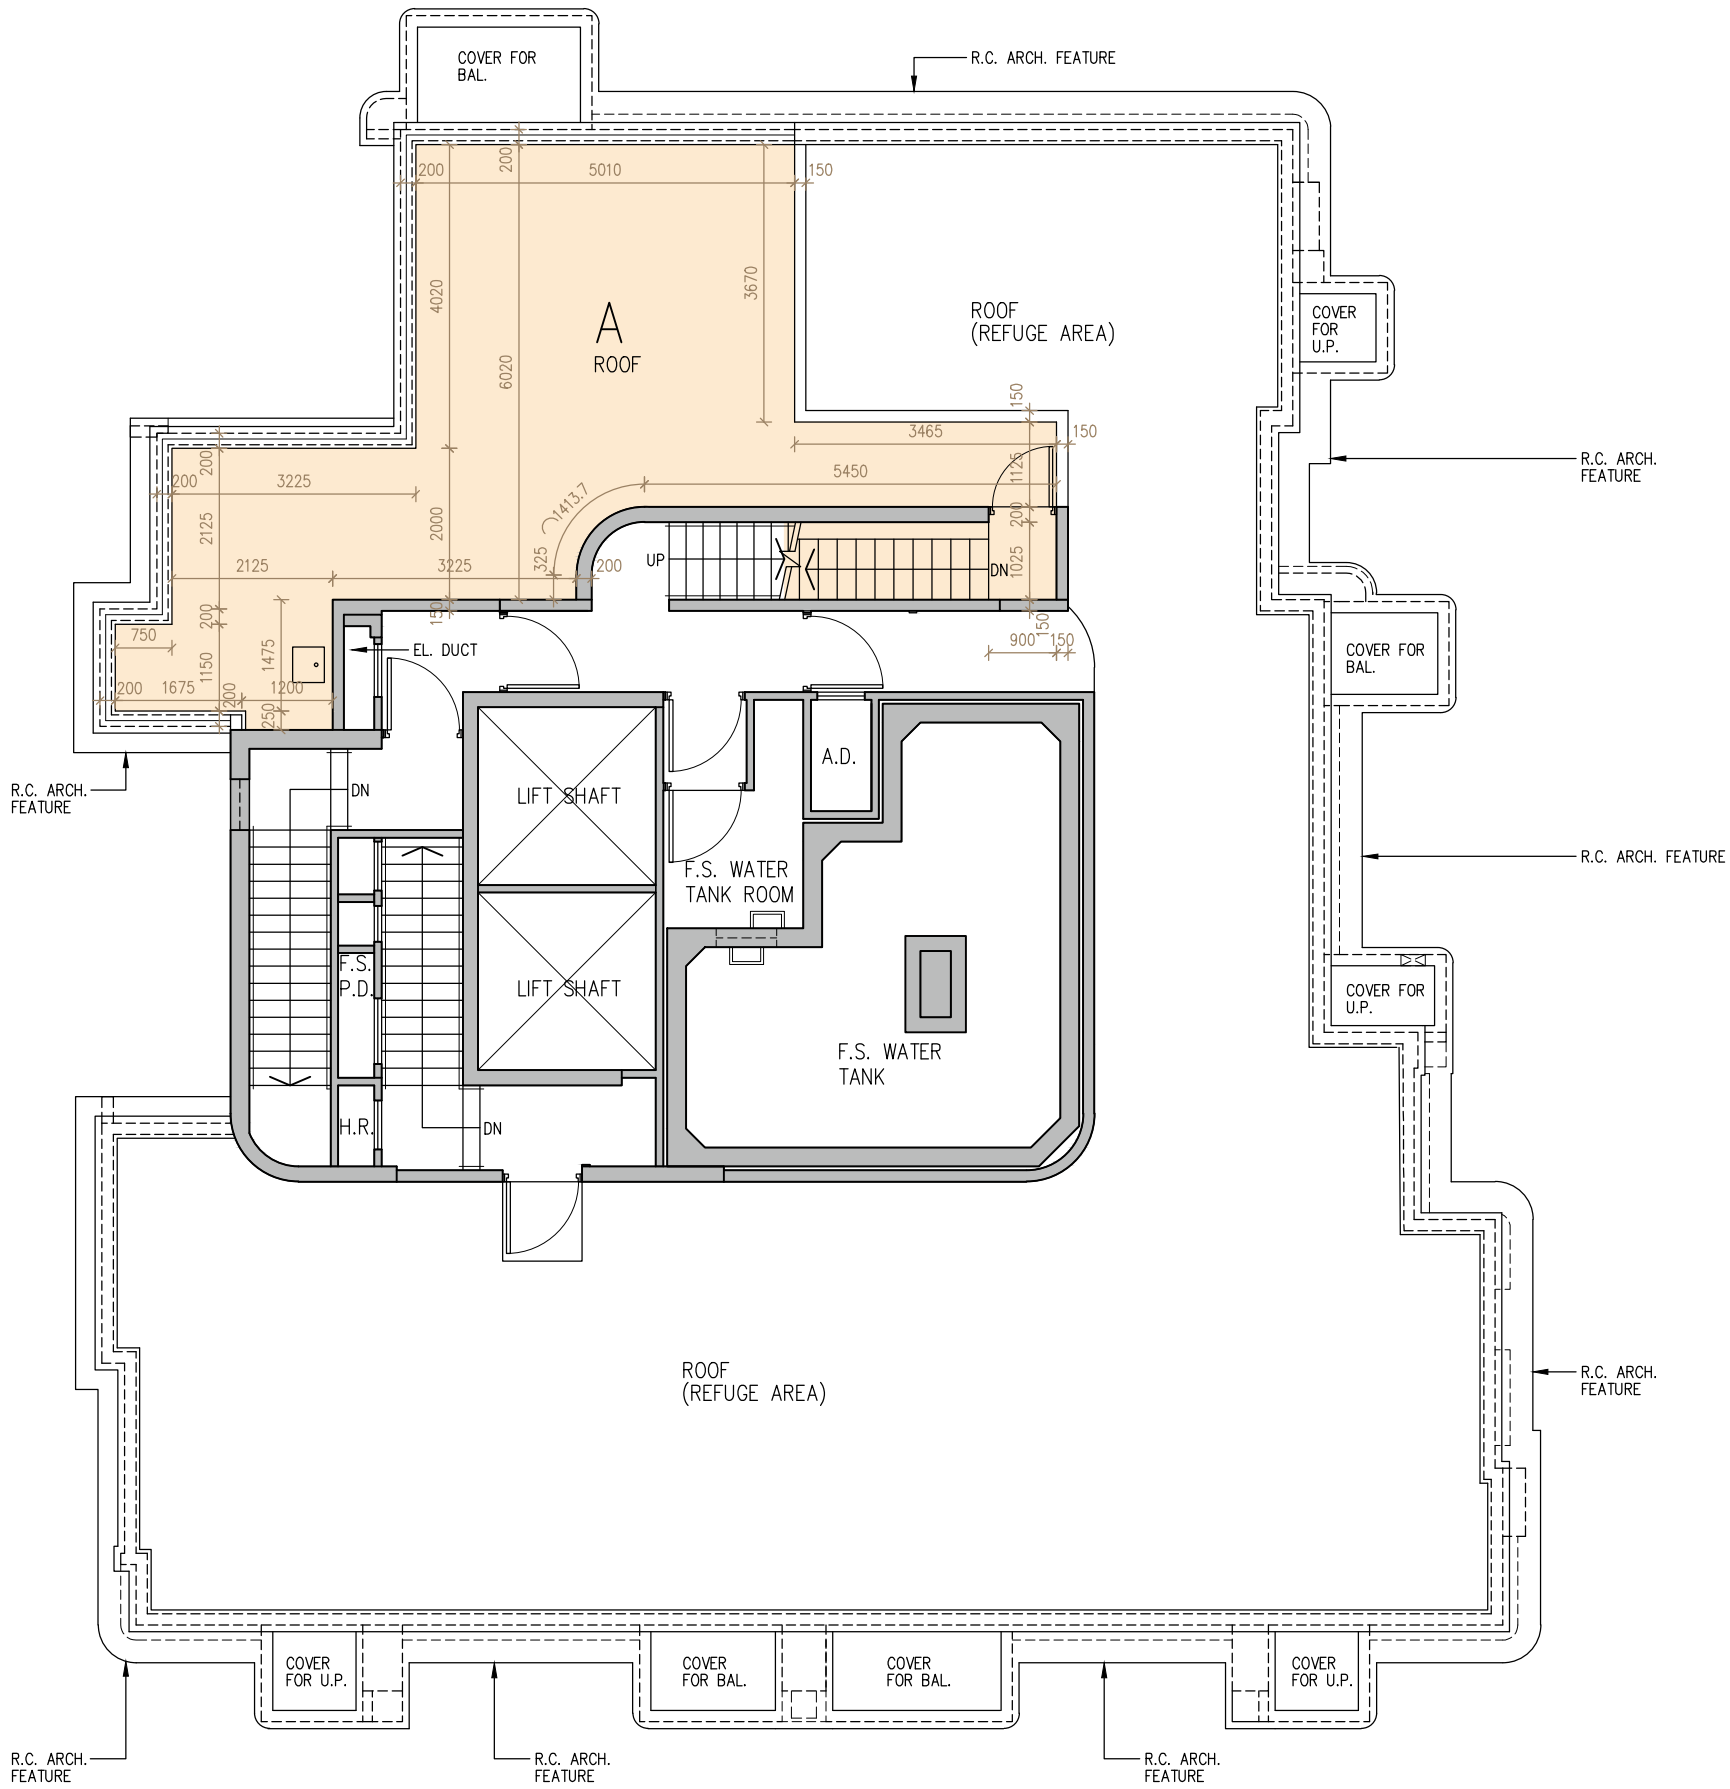 COVER FOR
BAL.
R.C. ARCH. FEATURE
200
200
5010
150
4020
3670
6020
A
ROOF
ROOF
(REFUGE AREA)
COVER
FOR
U.P.
150
3465
150
200
200
3225
1125
5450
R.C. ARCH.
FEATURE
1413.7
2125
2000
200
325
UP
2125
3225
200
DN
1025
200
150
150
750
1475
EL. DUCT
900
150
COVER FOR
BAL.
1150
200
1675
200
1200
250
R.C. ARCH.
FEATURE
DN
LIFT SHAFT
A.D.
F.S. WATER
TANK ROOM
R.C. ARCH. FEATURE
F.S.
P.D.
LIFT SHAFT
COVER FOR
U.P.
F.S. WATER
TANK
H.R.
DN
ROOF
(REFUGE AREA)
R.C. ARCH.
FEATURE
COVER
FOR U.P.
COVER
FOR BAL.
COVER
FOR BAL.
COVER
FOR U.P.
R.C. ARCH.
FEATURE
R.C. ARCH.
FEATURE
R.C. ARCH.
FEATURE